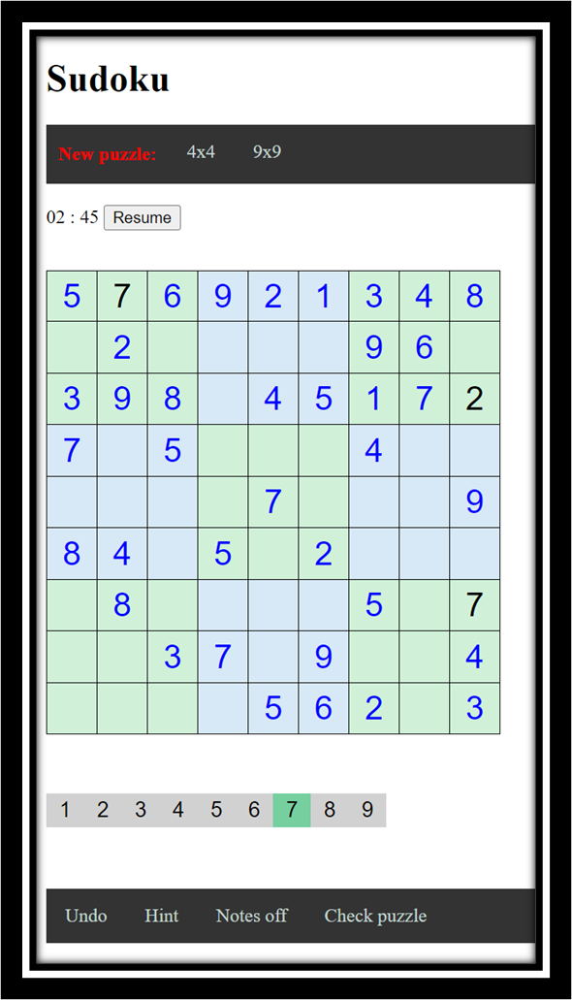 Sudoku
New puzzle: 4x4 9x9
02 : 45 Resume
5 7 6 9 2 1 3 4 8
2 9 6
3 9 8 4 5 1 7 2
7 5 4
7 9
8 4 5 2
8 5 7
3 7 9 4
5 6 2 3
1 2 3 4 5 6 7 8 9
Undo Hint Notes off Check puzzle